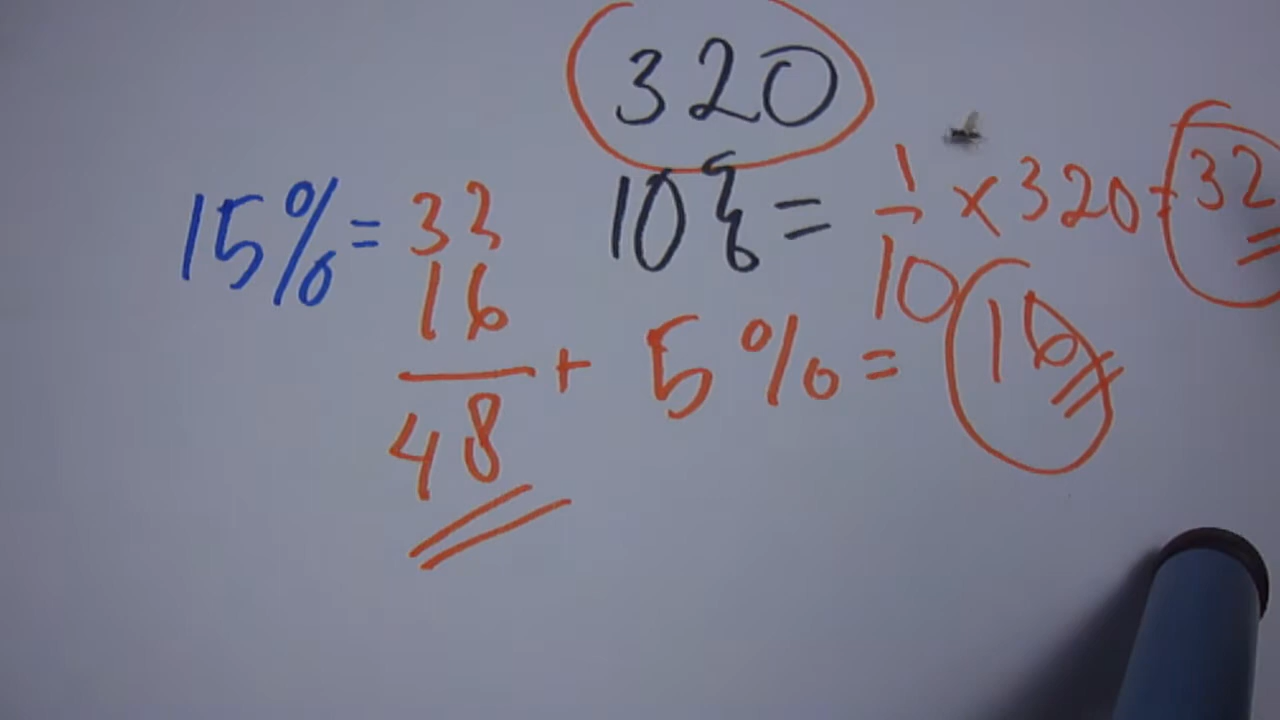 320
10% = 1/10 × 320 = 32
15% = 32
16
48 + 5% = 16